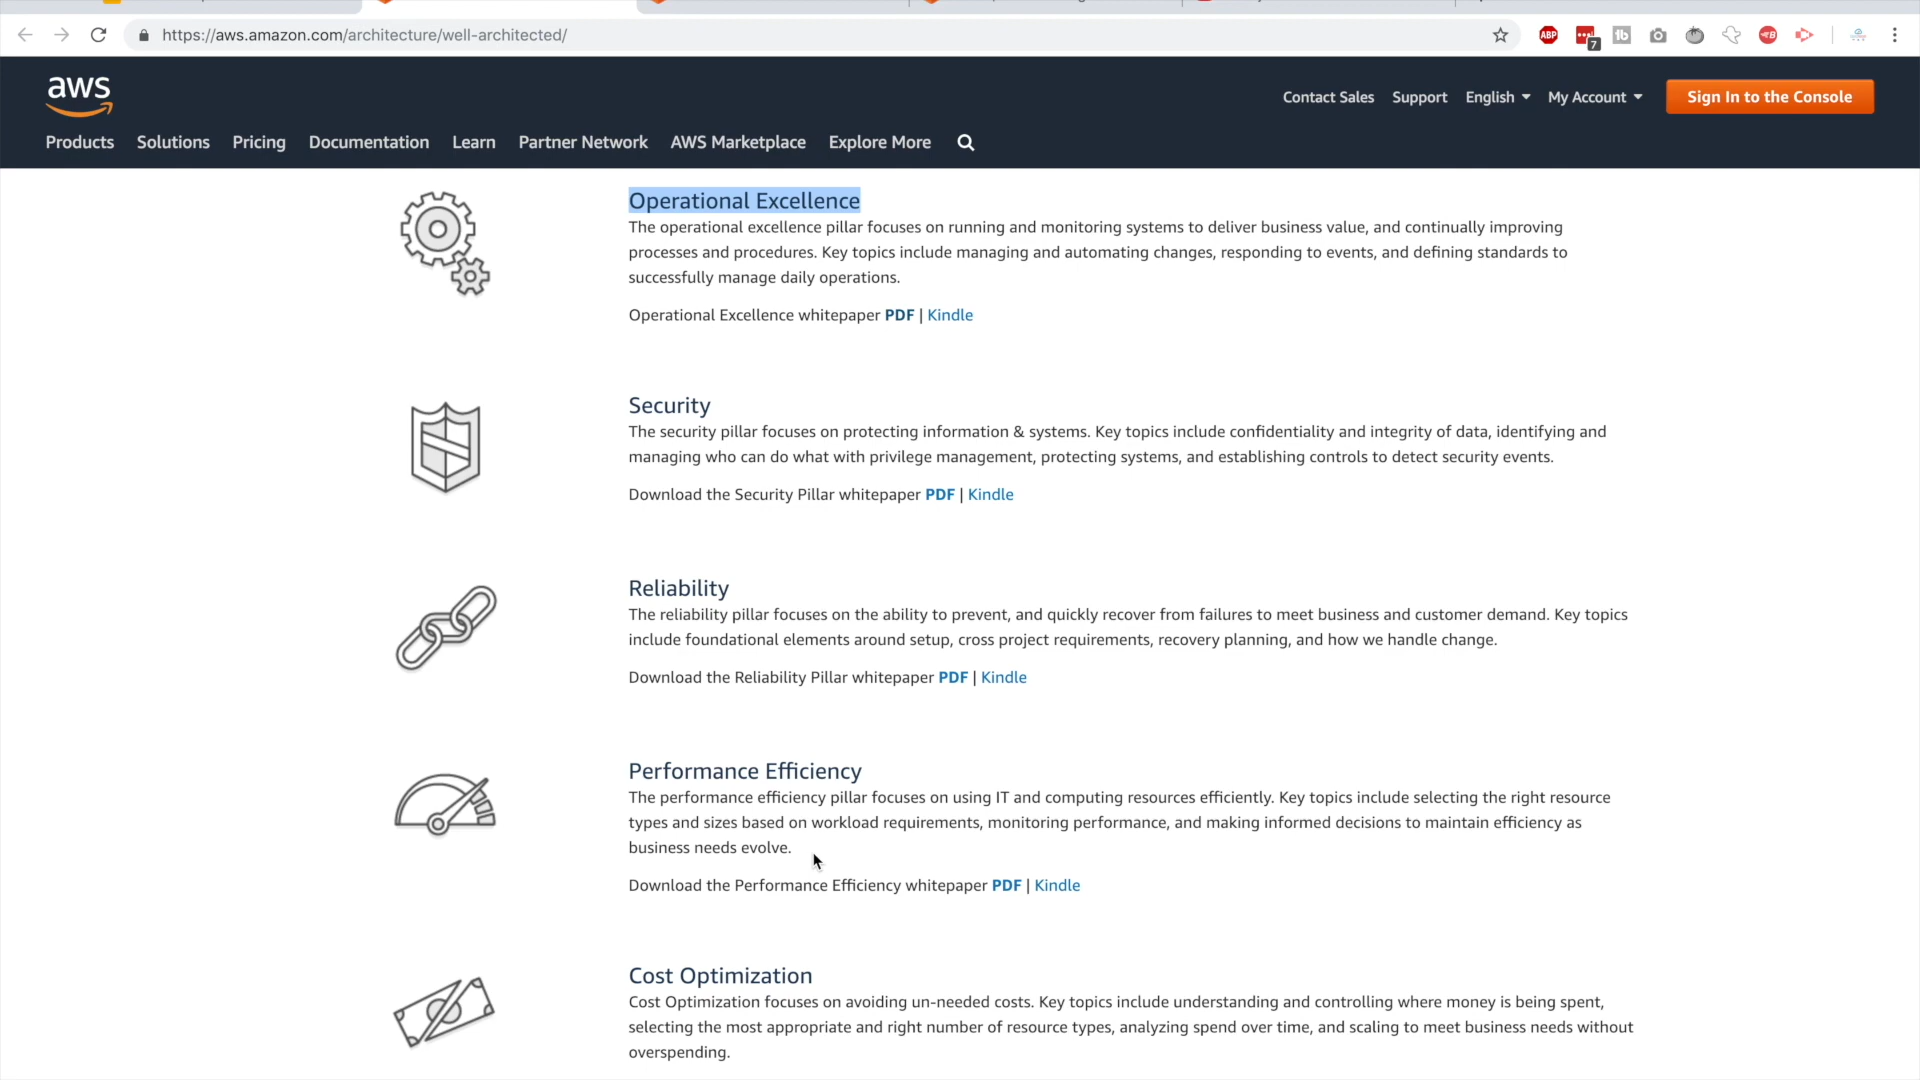 https://aws.amazon.com/architecture/well-architected/
ABP
7
tb
B
aws
Contact Sales
Support
English
My Account
Sign In to the Console
Products
Solutions
Pricing
Documentation
Learn
Partner Network
AWS Marketplace
Explore More
Operational Excellence
The operational excellence pillar focuses on running and monitoring systems to deliver business value, and continually improving
processes and procedures. Key topics include managing and automating changes, responding to events, and defining standards to
successfully manage daily operations.
Operational Excellence whitepaper PDF | Kindle
Security
The security pillar focuses on protecting information & systems. Key topics include confidentiality and integrity of data, identifying and
managing who can do what with privilege management, protecting systems, and establishing controls to detect security events.
Download the Security Pillar whitepaper PDF | Kindle
Reliability
The reliability pillar focuses on the ability to prevent, and quickly recover from failures to meet business and customer demand. Key topics
include foundational elements around setup, cross project requirements, recovery planning, and how we handle change.
Download the Reliability Pillar whitepaper PDF | Kindle
Performance Efficiency
The performance efficiency pillar focuses on using IT and computing resources efficiently. Key topics include selecting the right resource
types and sizes based on workload requirements, monitoring performance, and making informed decisions to maintain efficiency as
business needs evolve.
Download the Performance Efficiency whitepaper PDF | Kindle
Cost Optimization
Cost Optimization focuses on avoiding un-needed costs. Key topics include understanding and controlling where money is being spent,
selecting the most appropriate and right number of resource types, analyzing spend over time, and scaling to meet business needs without
overspending.